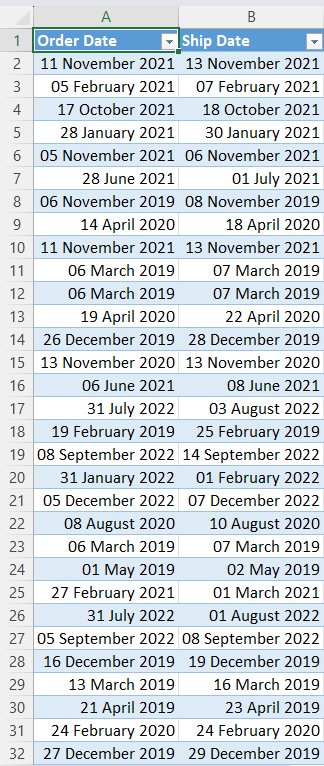 A B
1 Order Date Ship Date
2 11 November 2021 13 November 2021
3 05 February 2021 07 February 2021
4 17 October 2021 18 October 2021
5 28 January 2021 30 January 2021
6 05 November 2021 06 November 2021
7 28 June 2021 01 July 2021
8 06 November 2019 08 November 2019
9 14 April 2020 18 April 2020
10 11 November 2021 13 November 2021
11 06 March 2019 07 March 2019
12 06 March 2019 07 March 2019
13 19 April 2020 22 April 2020
14 26 December 2019 28 December 2019
15 13 November 2020 13 November 2020
16 06 June 2021 08 June 2021
17 31 July 2022 03 August 2022
18 19 February 2019 25 February 2019
19 08 September 2022 14 September 2022
20 31 January 2022 01 February 2022
21 05 December 2022 07 December 2022
22 08 August 2020 10 August 2020
23 06 March 2019 07 March 2019
24 01 May 2019 02 May 2019
25 27 February 2021 01 March 2021
26 31 July 2022 01 August 2022
27 05 September 2022 08 September 2022
28 16 December 2019 19 December 2019
29 13 March 2019 16 March 2019
30 21 April 2019 23 April 2019
31 24 February 2020 24 February 2020
32 27 December 2019 29 December 2019